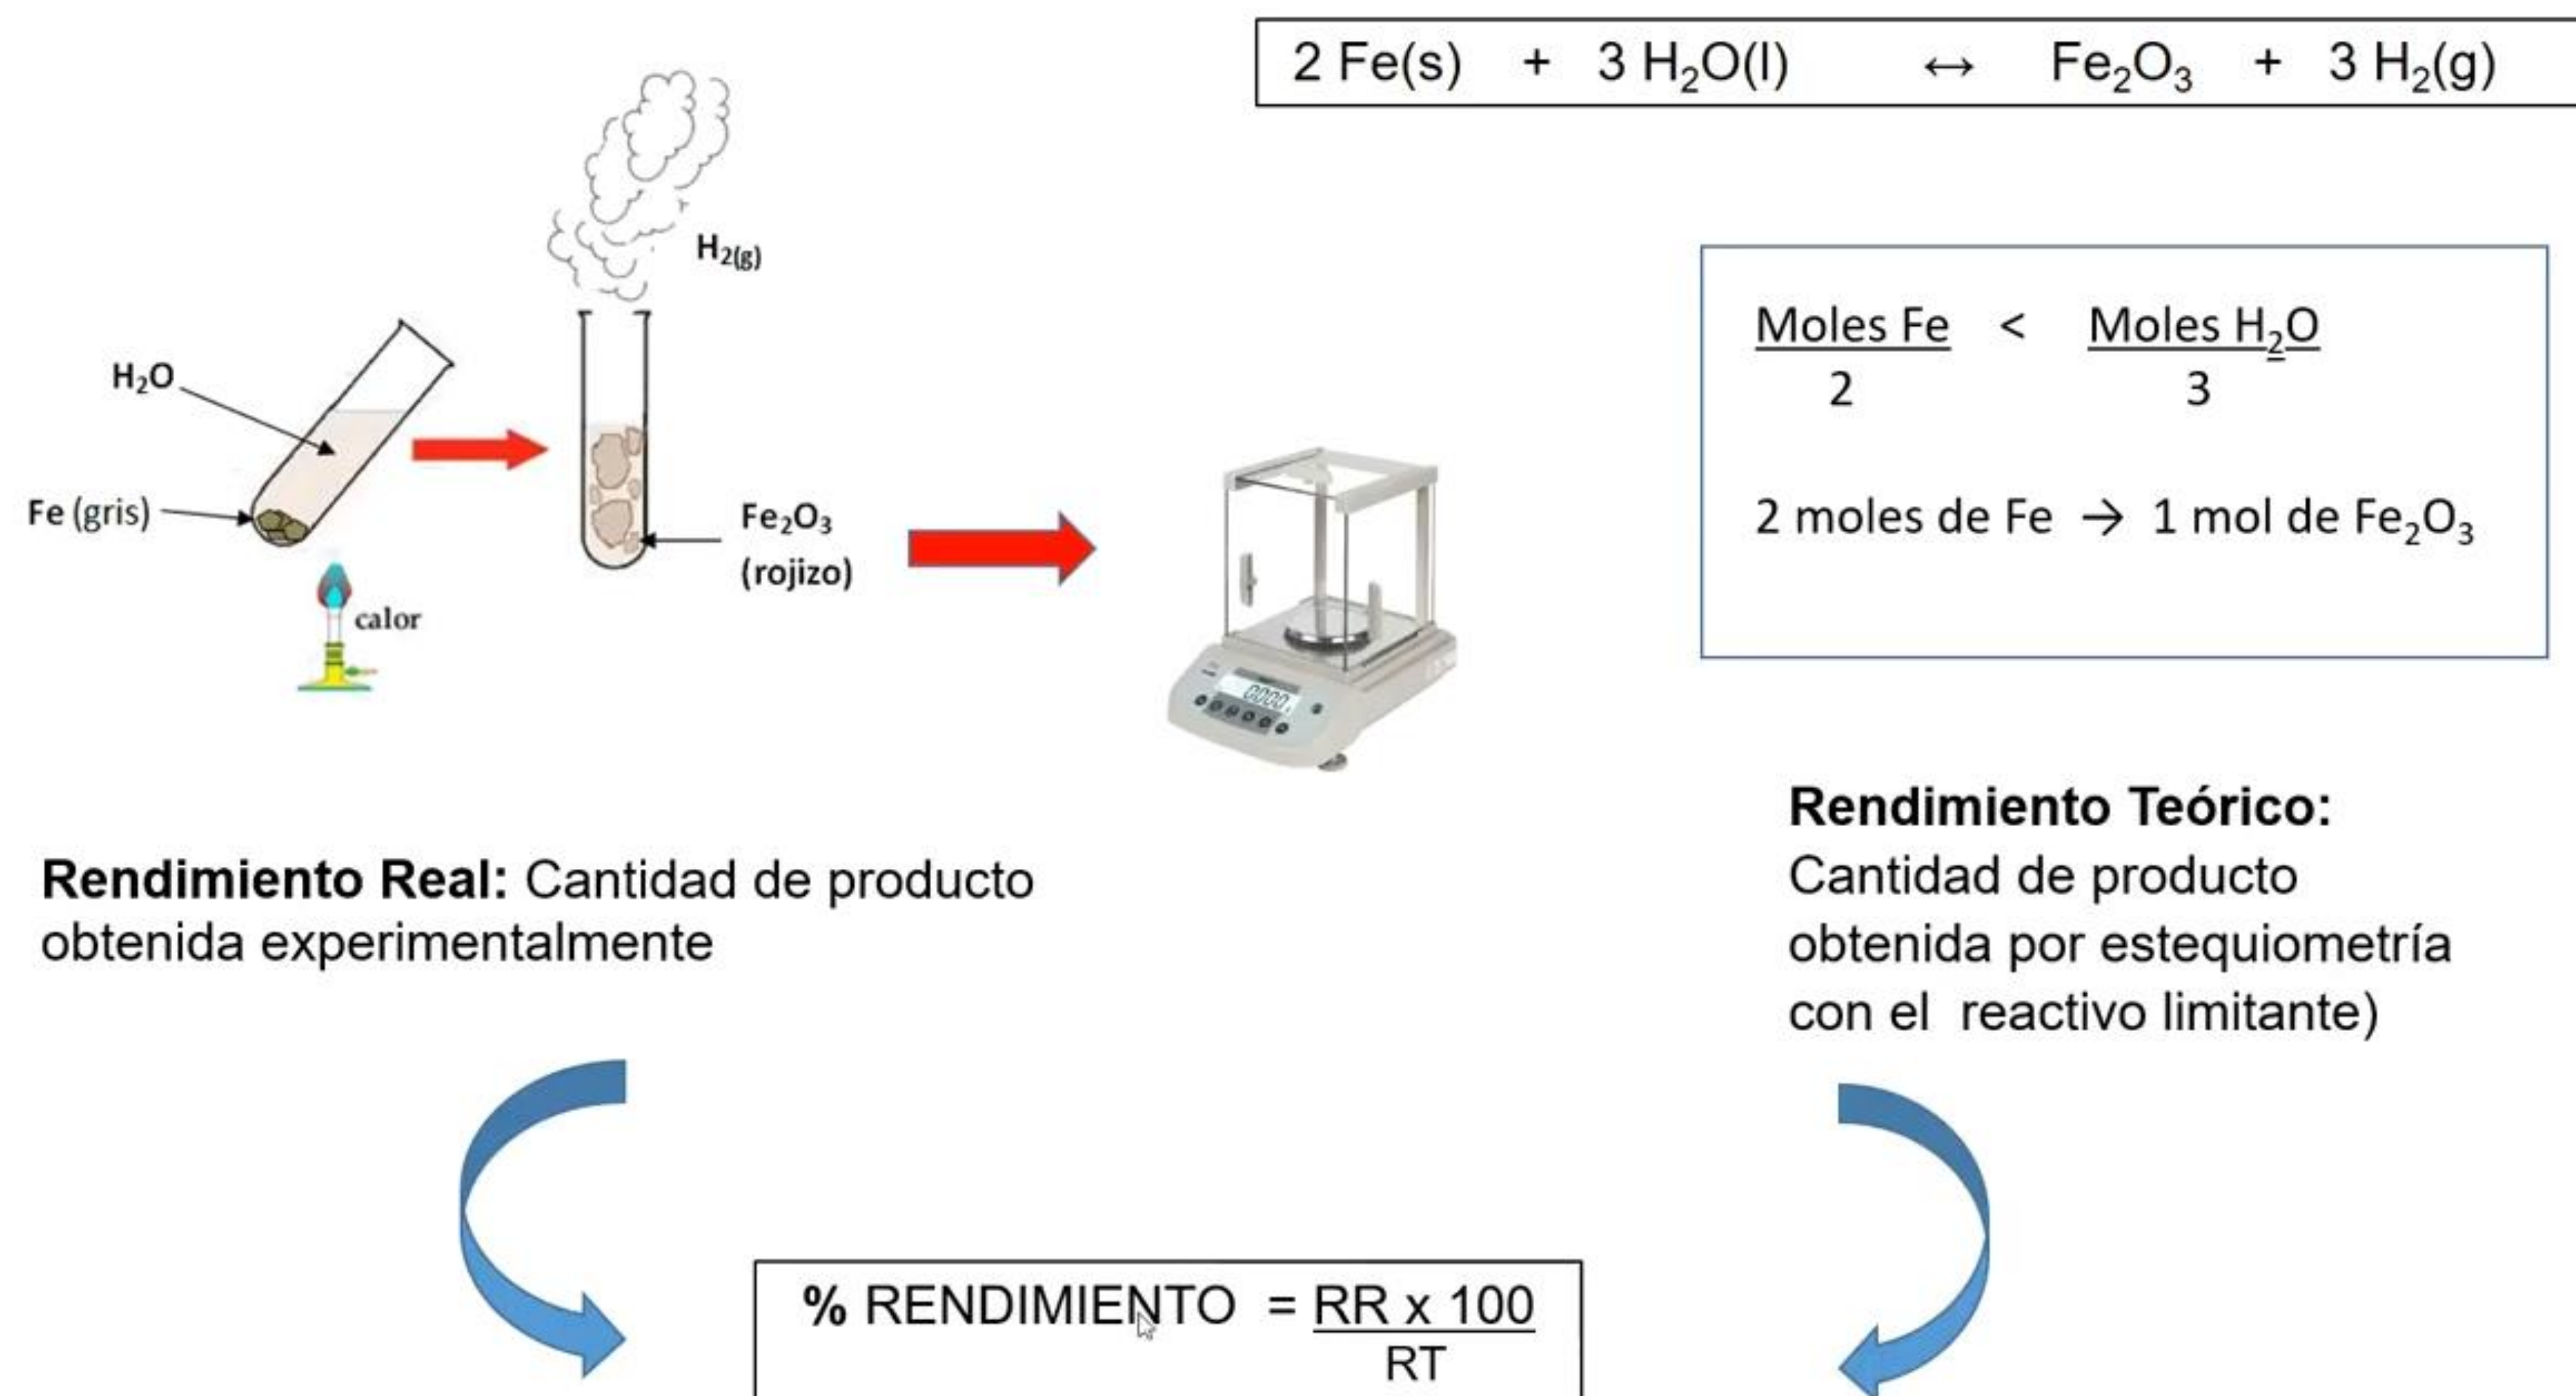 2 Fe(s) + 3 H₂O(l) ↔ Fe₂O₃ + 3 H₂(g)
H₂(g)
H₂O
Fe (gris)
calor
Fe₂O₃
(rojizo)
0.000
Moles Fe < Moles H₂O
2 3
2 moles de Fe → 1 mol de Fe₂O₃
Rendimiento Real: Cantidad de producto
obtenida experimentalmente
Rendimiento Teórico:
Cantidad de producto
obtenida por estequiometría
con el reactivo limitante)
% RENDIMIENTO = RR x 100
RT